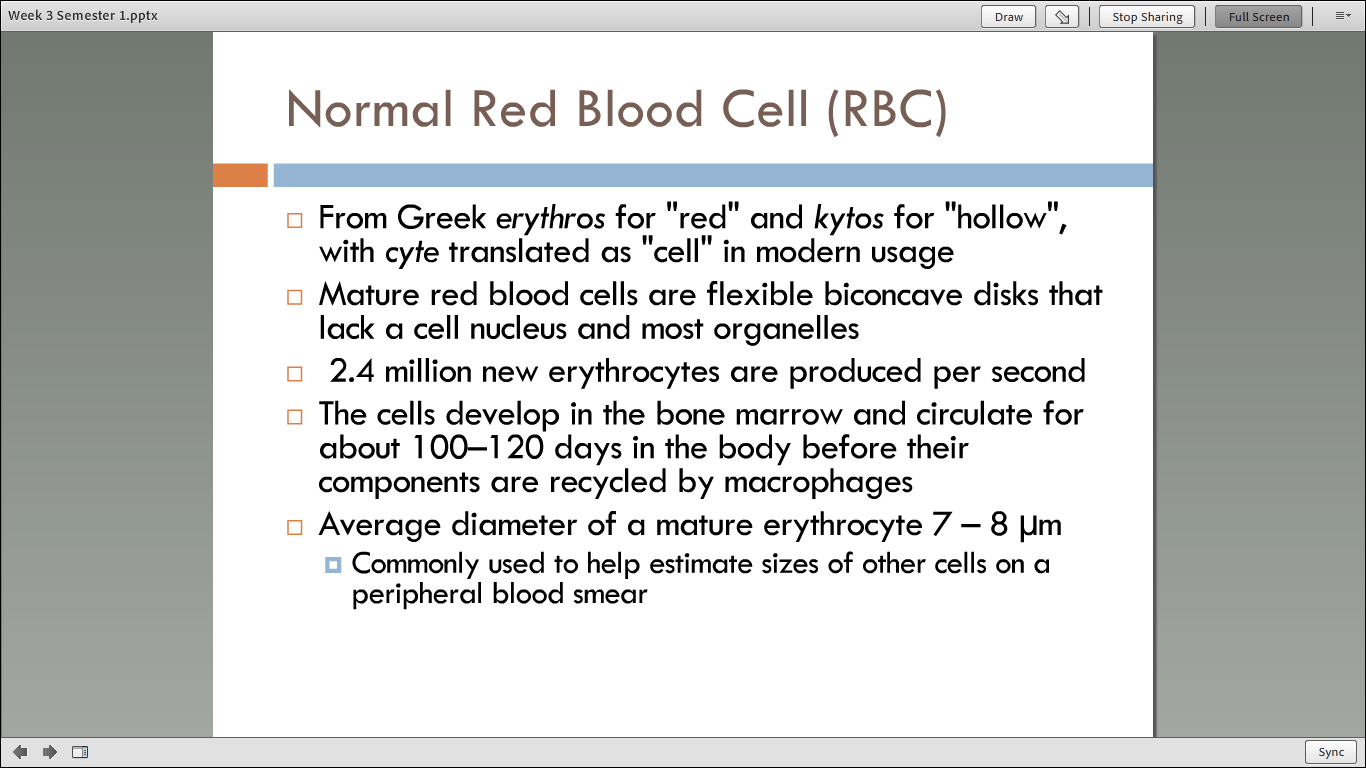 Week 3 Semester 1.pptx
Draw
Stop Sharing
Full Screen
Normal Red Blood Cell (RBC)
From Greek erythros for "red" and kytos for "hollow",
with cyte translated as "cell" in modern usage
Mature red blood cells are flexible biconcave disks that
lack a cell nucleus and most organelles
2.4 million new erythrocytes are produced per second
The cells develop in the bone marrow and circulate for
about 100–120 days in the body before their
components are recycled by macrophages
Average diameter of a mature erythrocyte 7 – 8 µm
Commonly used to help estimate sizes of other cells on a
peripheral blood smear
Sync